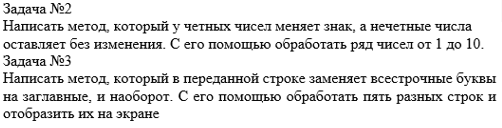 Задача №2
Написать метод, который у четных чисел меняет знак, а нечетные числа
оставляет без изменения. С его помощью обработать ряд чисел от 1 до 10.
Задача №3
Написать метод, который в переданной строке заменяет всестрочные буквы
на заглавные, и наоборот. С его помощью обработать пять разных строк и
отобразить их на экране